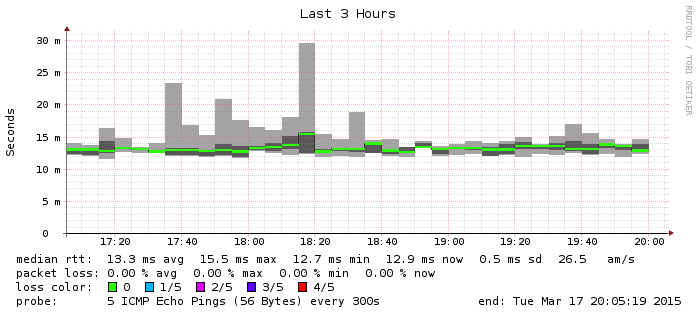 Last 3 Hours
RRDTOOL / TOBI OETIKER
Seconds
30 m
25 m
20 m
15 m
10 m
5 m
0
17:20 17:40 18:00 18:20 18:40 19:00 19:20 19:40 20:00
median rtt: 13.3 ms avg 15.5 ms max 12.7 ms min 12.9 ms now 0.5 ms sd 26.5 am/s
packet loss: 0.00 % avg 0.00 % max 0.00 % min 0.00 % now
loss color: 0 1/5 2/5 3/5 4/5
probe: 5 ICMP Echo Pings (56 Bytes) every 300s end: Tue Mar 17 20:05:19 2015